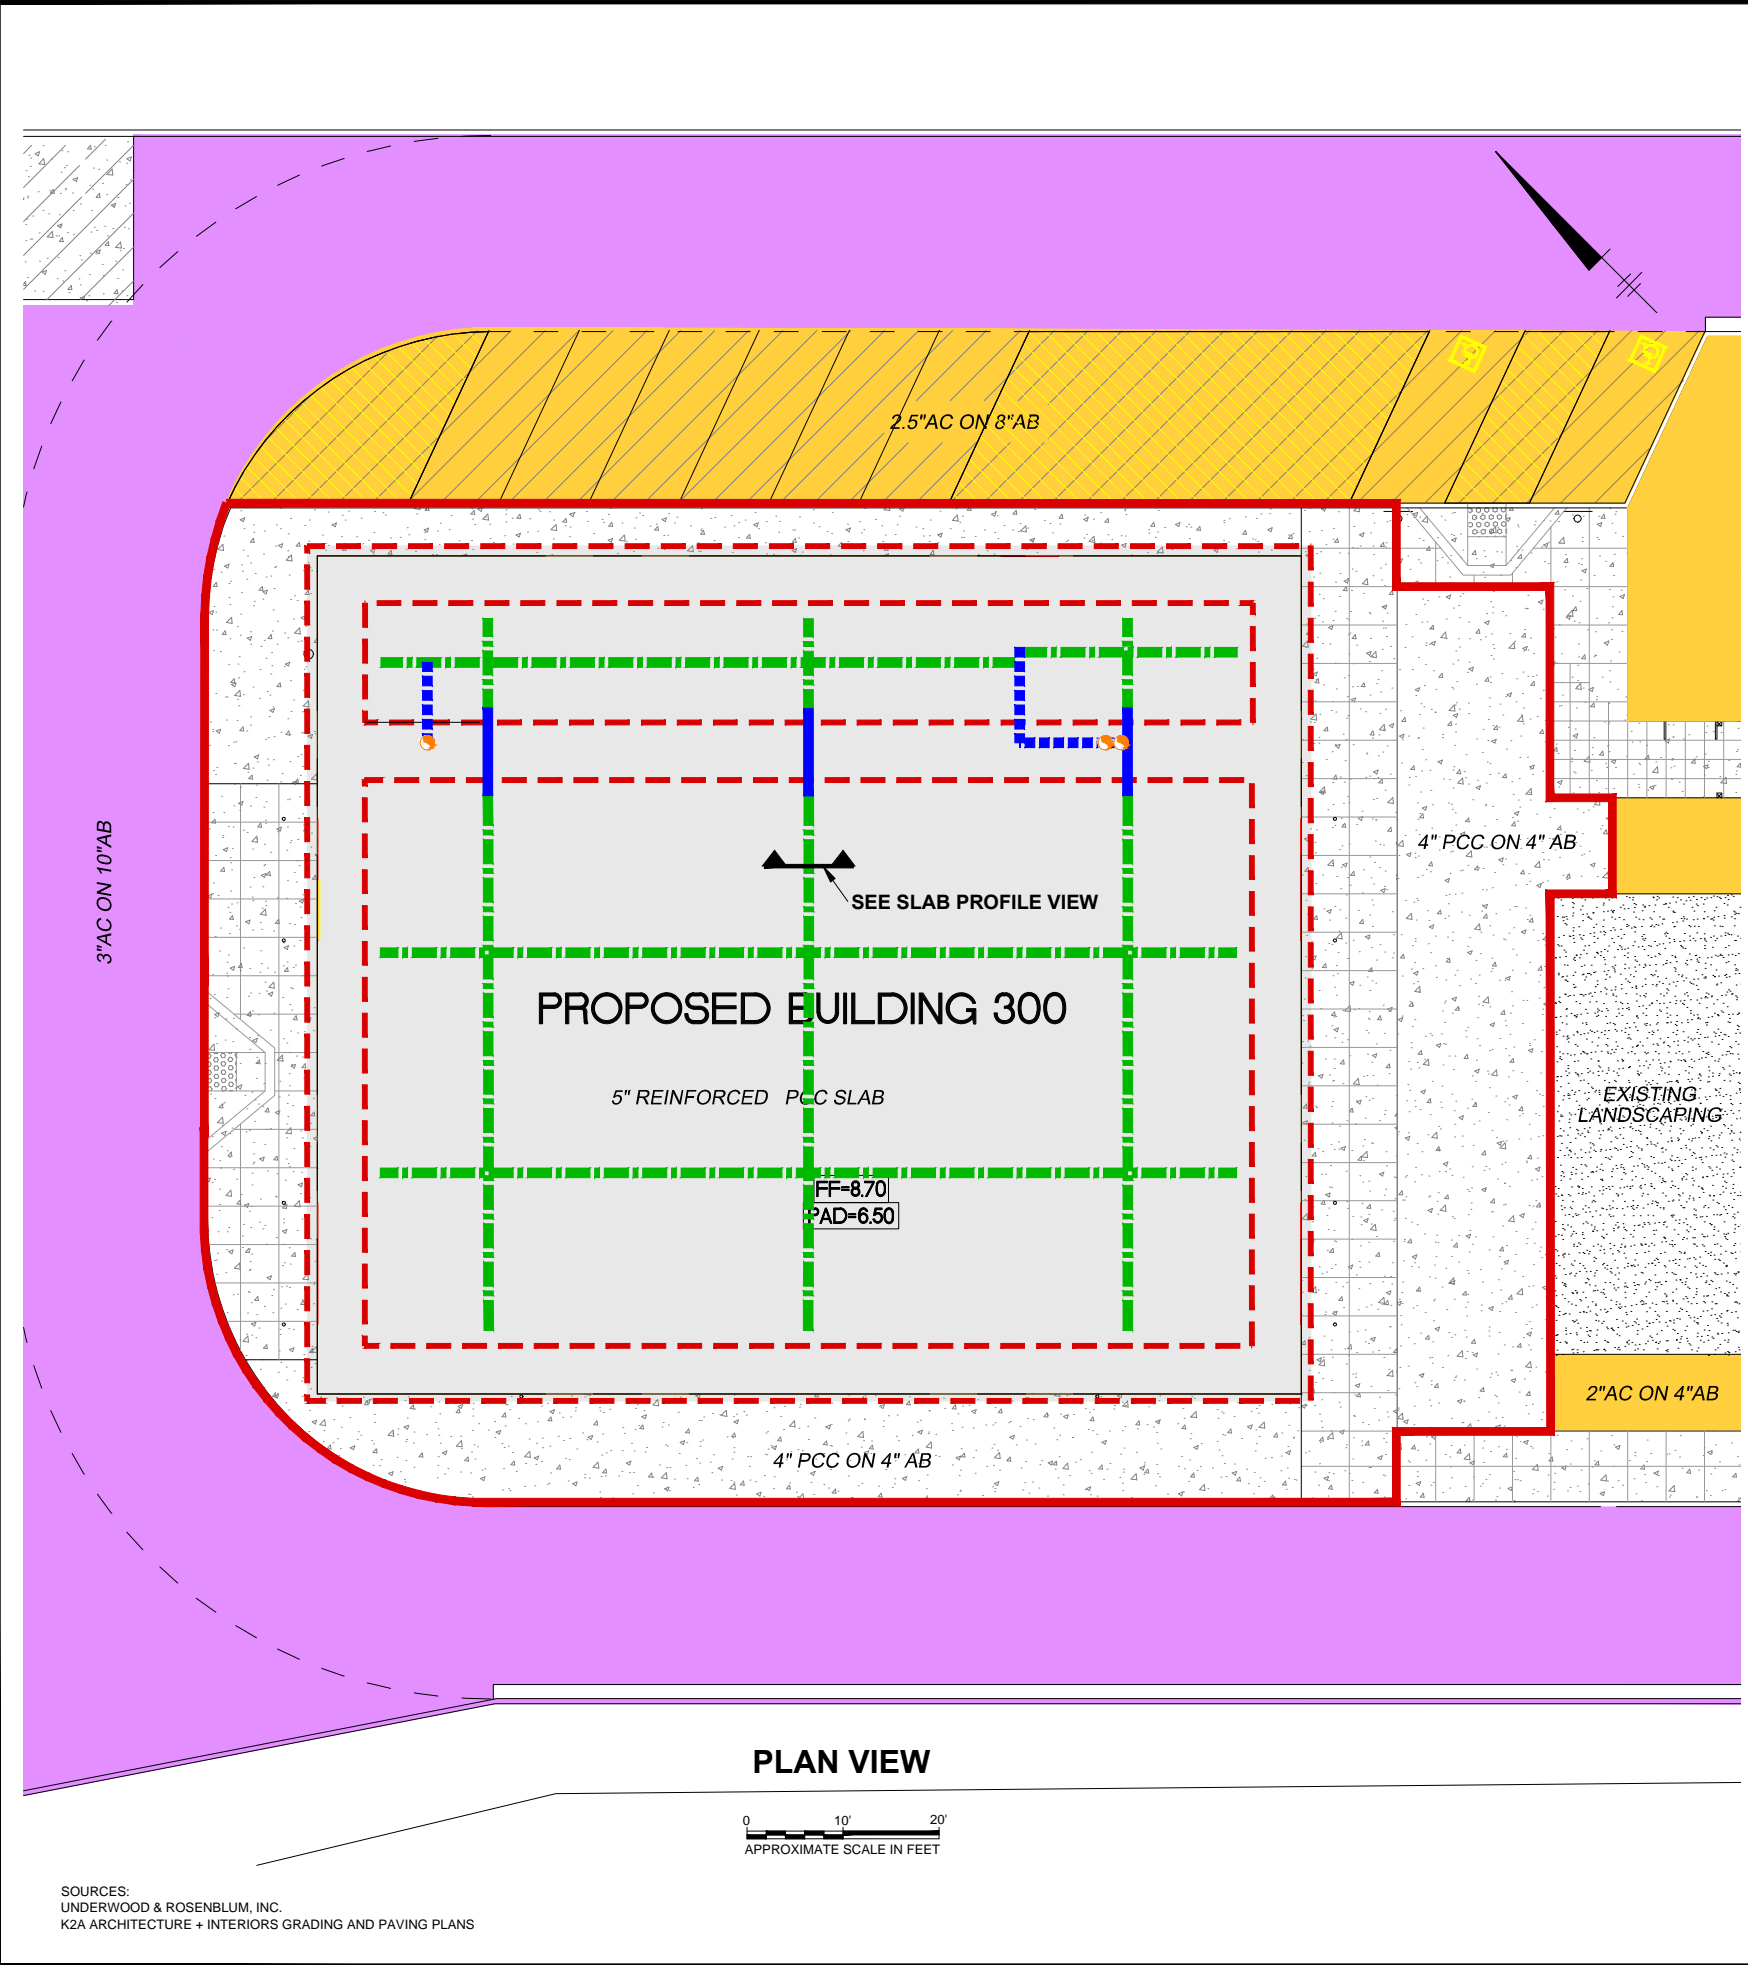 2.5"AC ON 8"AB
3"AC ON 10"AB
4" PCC ON 4" AB
SEE SLAB PROFILE VIEW
PROPOSED BUILDING 300
5" REINFORCED PCC SLAB
EXISTING
LANDSCAPING
FF=8.70
PAD=6.50
2"AC ON 4"AB
4" PCC ON 4" AB
PLAN VIEW
0 10' 20'
APPROXIMATE SCALE IN FEET
SOURCES:
UNDERWOOD & ROSENBLUM, INC.
K2A ARCHITECTURE + INTERIORS GRADING AND PAVING PLANS